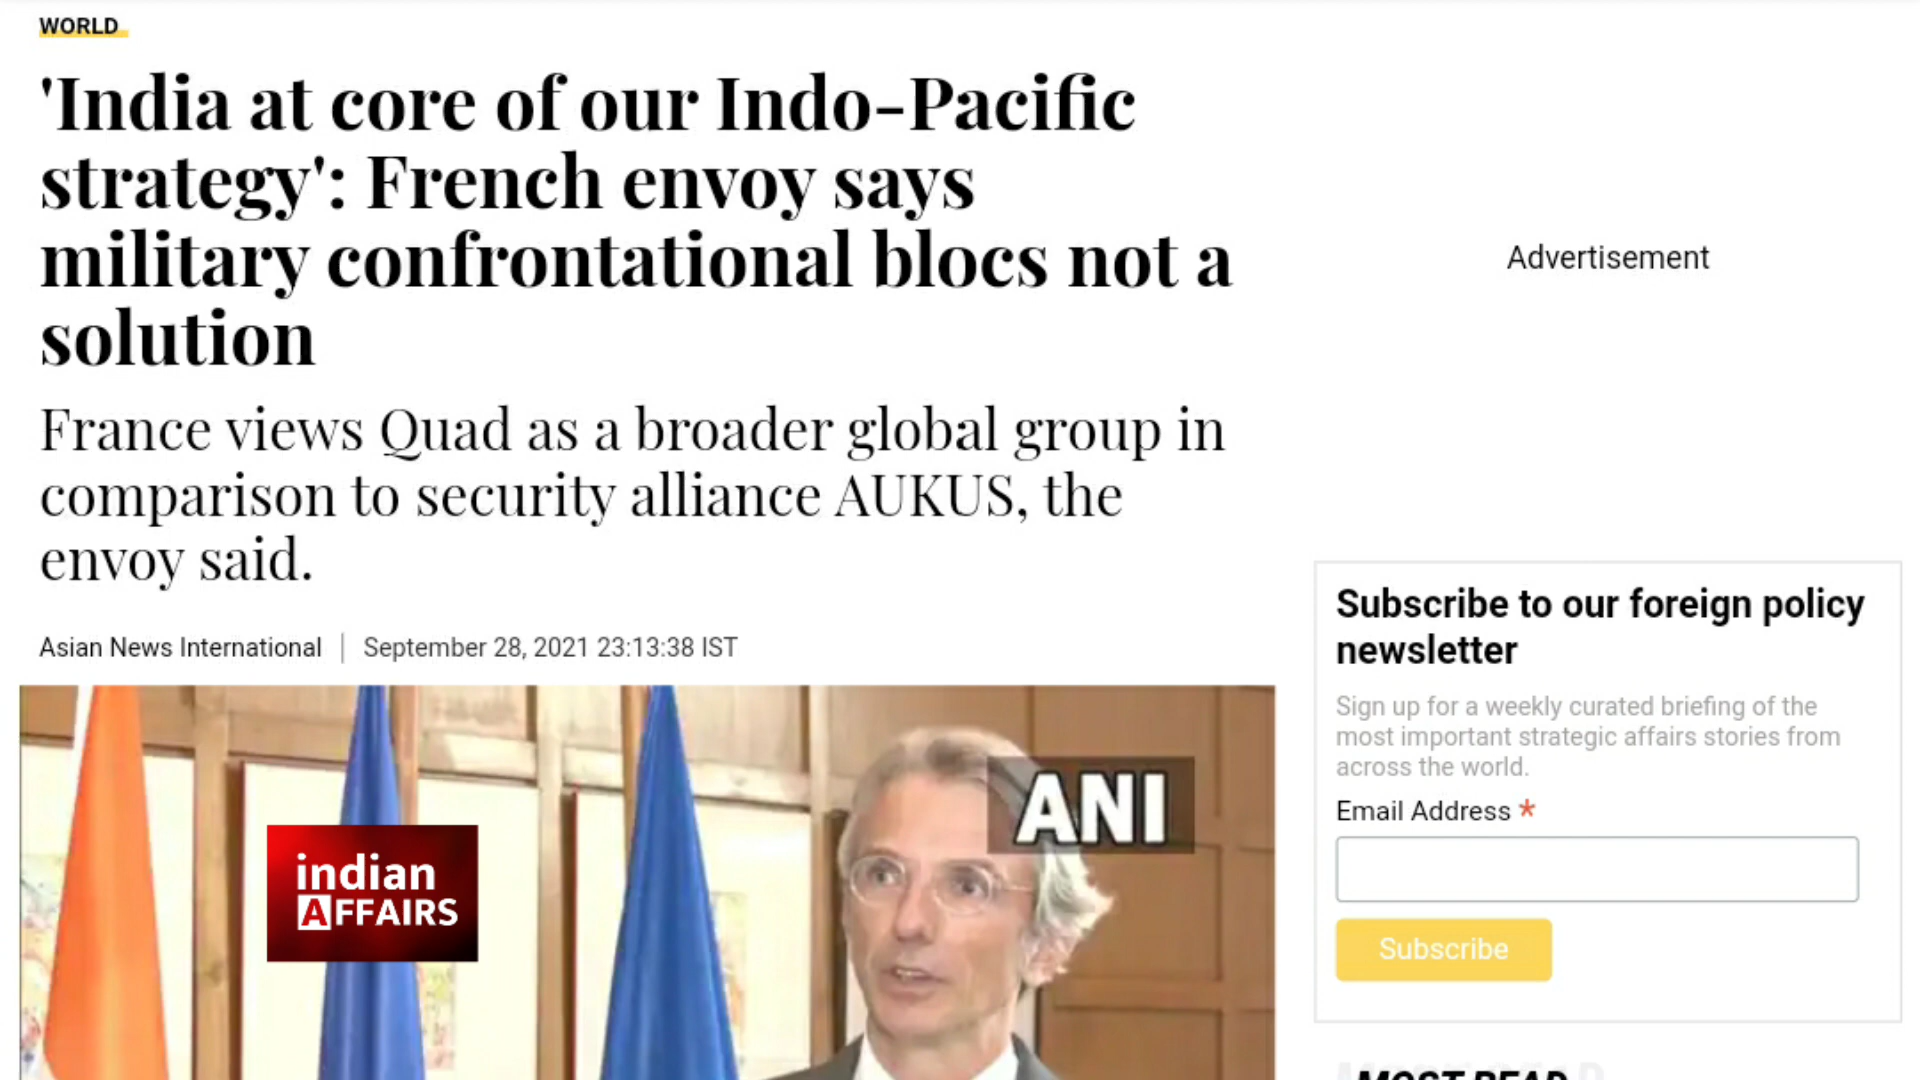 WORLD
'India at core of our Indo-Pacific
strategy': French envoy says
military confrontational blocs not a
solution
France views Quad as a broader global group in
comparison to security alliance AUKUS, the
envoy said.
Asian News International | September 28, 2021 23:13:38 IST
ANI
indian
AFFAIRS
Advertisement
Subscribe to our foreign policy
newsletter
Sign up for a weekly curated briefing of the
most important strategic affairs stories from
across the world.
Email Address *
Subscribe
MOST READ